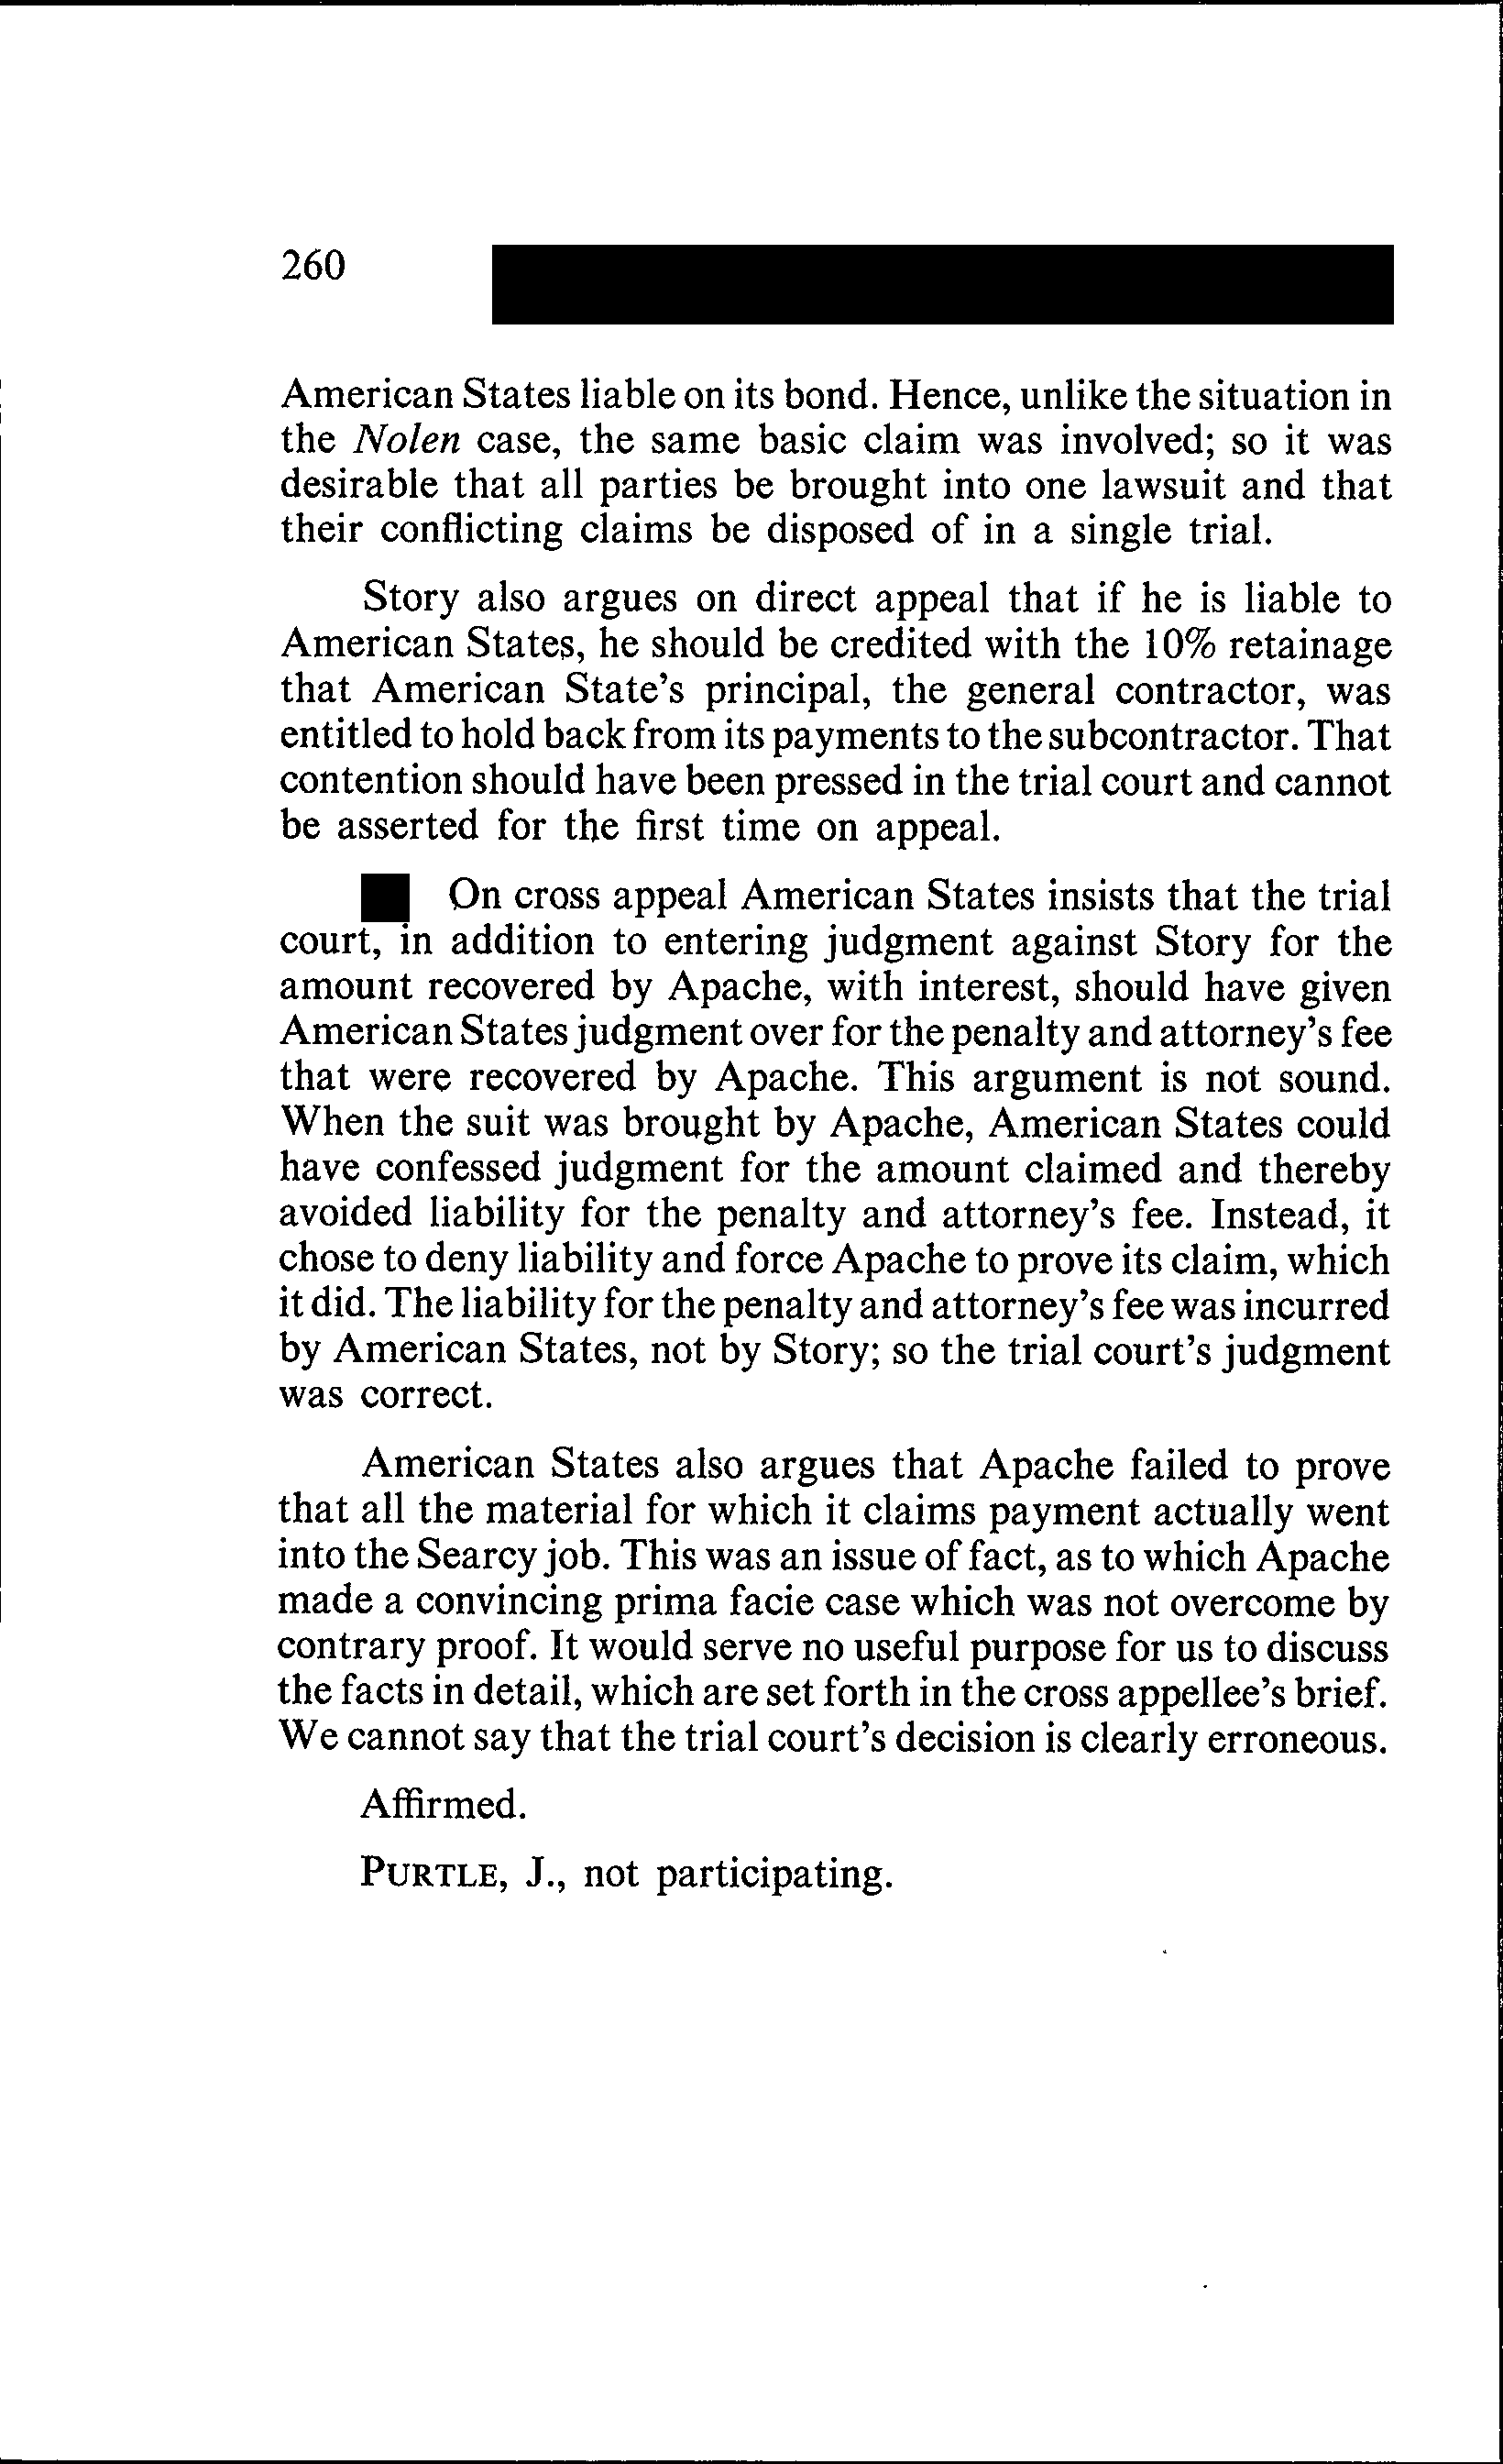 260
American States liable on its bond. Hence, unlike the situation in
the Nolen case, the same basic claim was involved; so it was
desirable that all parties be brought into one lawsuit and that
their conflicting claims be disposed of in a single trial.
Story also argues on direct appeal that if he is liable to
American States, he should be credited with the 10% retainage
that American State's principal, the general contractor, was
entitled to hold back from its payments to the subcontractor. That
contention should have been pressed in the trial court and cannot
be asserted for the first time on appeal.
On cross appeal American States insists that the trial
court, in addition to entering judgment against Story for the
amount recovered by Apache, with interest, should have given
American States judgment over for the penalty and attorney's fee
that were recovered by Apache. This argument is not sound.
When the suit was brought by Apache, American States could
have confessed judgment for the amount claimed and thereby
avoided liability for the penalty and attorney's fee. Instead, it
chose to deny liability and force Apache to prove its claim, which
it did. The liability for the penalty and attorney's fee was incurred
by American States, not by Story; so the trial court's judgment
was correct.
American States also argues that Apache failed to prove
that all the material for which it claims payment actually went
into the Searcy job. This was an issue of fact, as to which Apache
made a convincing prima facie case which was not overcome by
contrary proof. It would serve no useful purpose for us to discuss
the facts in detail, which are set forth in the cross appellee's brief.
We cannot say that the trial court's decision is clearly erroneous.
Affirmed.
PURTLE, J., not participating.